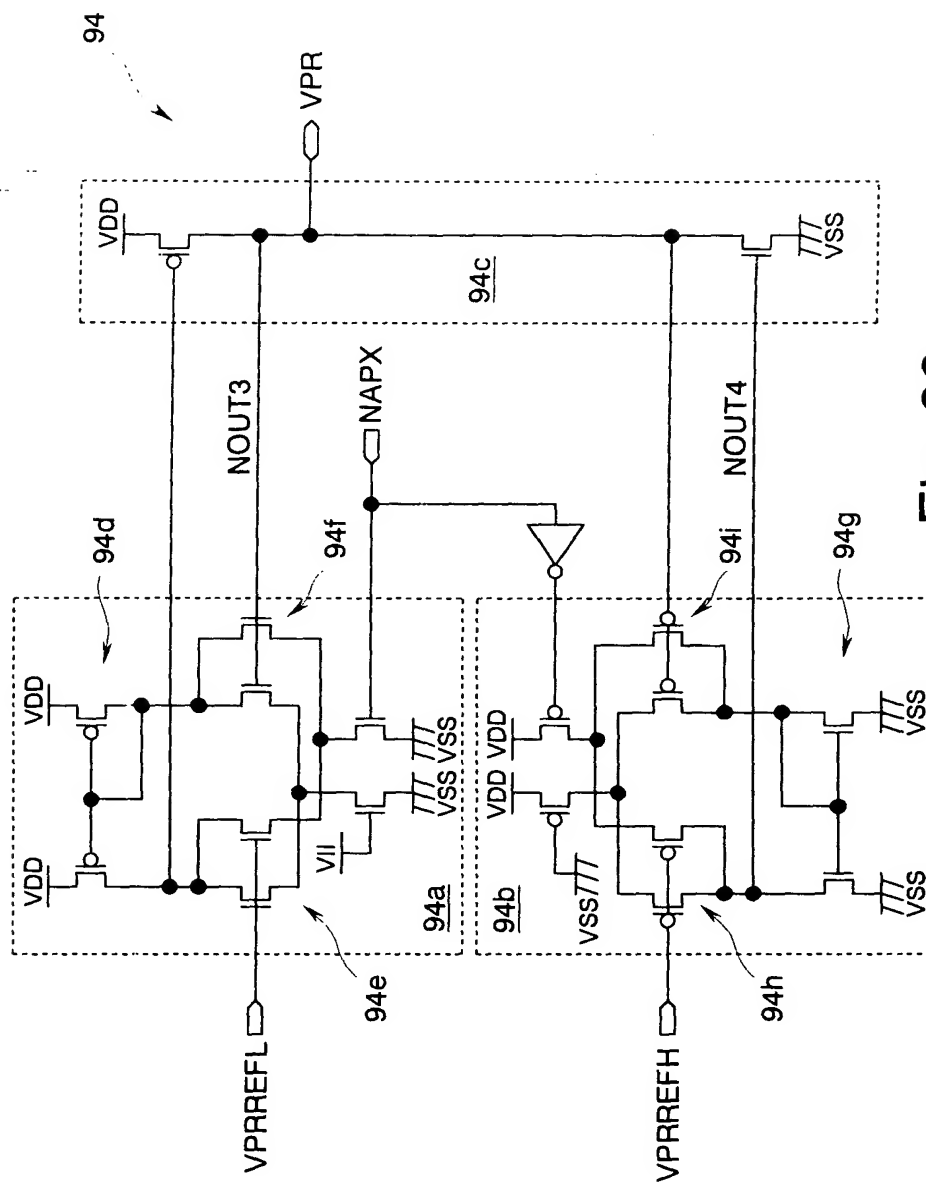 94
VDD
VPR
94c
VSS
NOUT3
NAPX
NOUT4
94d
94f
VDD
VDD
VII
VSS
VSS
94a
94e
VPRREFL
94i
94g
VDD
VDD
VSS
94b
94h
VSS
VSS
VPRREFH